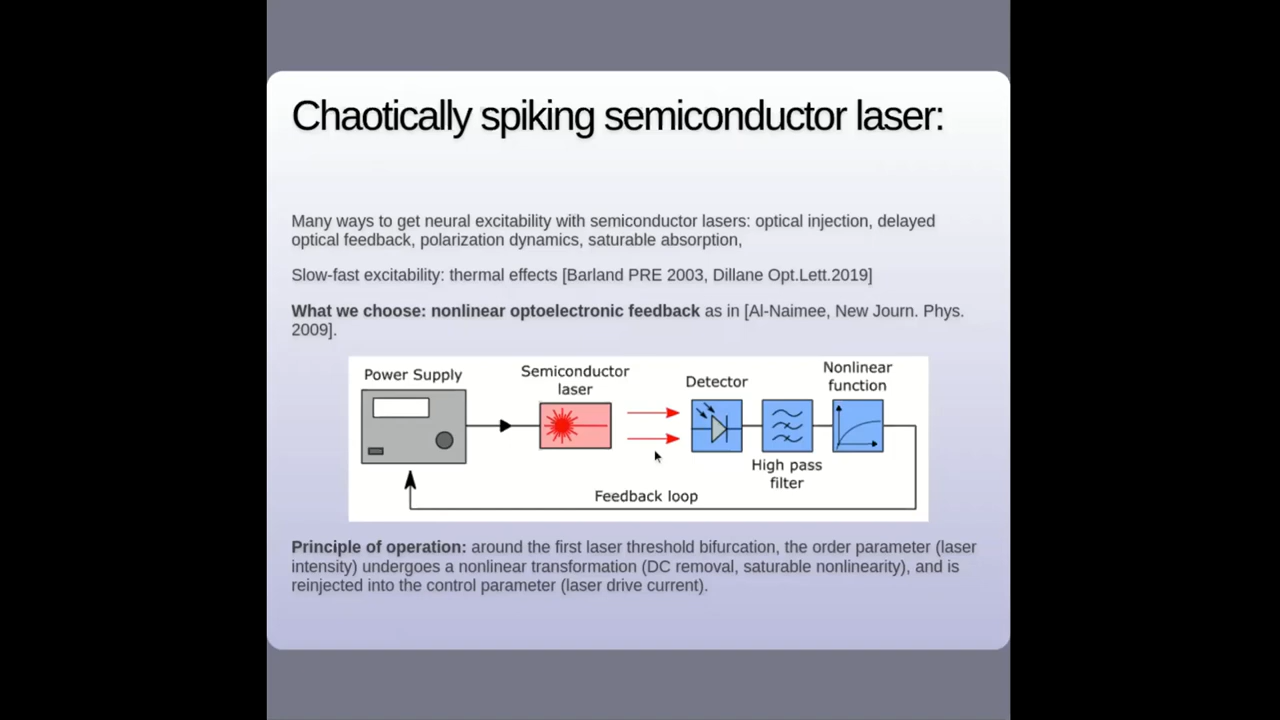 Chaotically spiking semiconductor laser:
Many ways to get neural excitability with semiconductor lasers: optical injection, delayed
optical feedback, polarization dynamics, saturable absorption,
Slow-fast excitability: thermal effects [Barland PRE 2003, Dillane Opt.Lett.2019]
What we choose: nonlinear optoelectronic feedback as in [Al-Naimee, New Journ. Phys.
2009].
Power Supply
Semiconductor
laser
Detector
Nonlinear
function
High pass
filter
Feedback loop
Principle of operation: around the first laser threshold bifurcation, the order parameter (laser
intensity) undergoes a nonlinear transformation (DC removal, saturable nonlinearity), and is
reinjected into the control parameter (laser drive current).